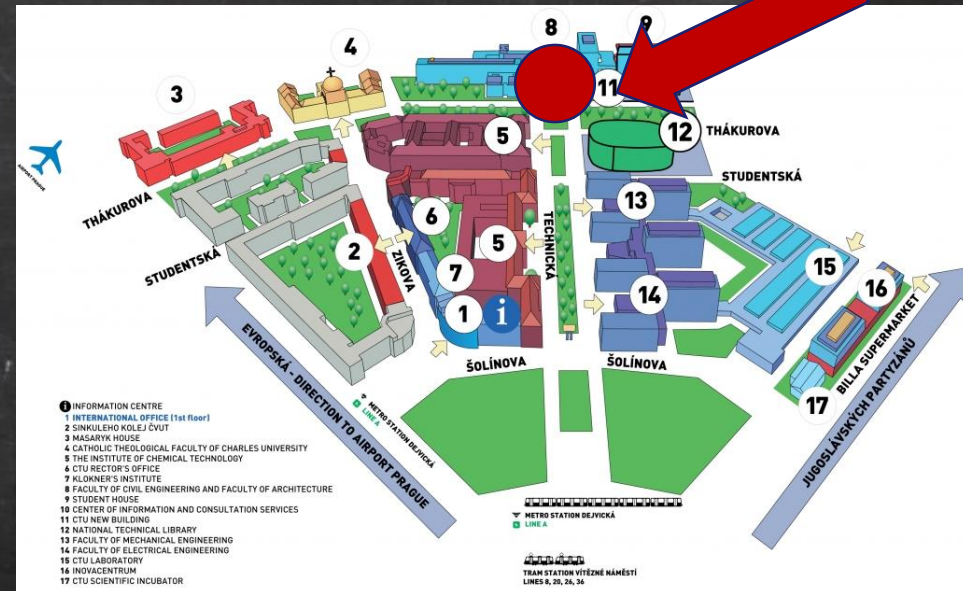 8
9
4
11
3
5
12
THÁKUROVA
AIRPORT PRAGUE
STUDENTSKÁ
THÁKUROVA
13
6
TECHNICKÁ
2
ZIKOVA
5
STUDENTSKÁ
7
15
16
14
1
i
BILLA SUPERMARKET
ŠOLÍNOVA
ŠOLÍNOVA
17
EVROPSKÁ - DIRECTION TO AIRPORT PRAGUE
JUGOSLÁVSKÝCH PARTYZÁNŮ
METRO STATION DEJVICKÁ
LINE A
i INFORMATION CENTRE
1 INTERNATIONAL OFFICE (1st floor)
2 SINKULEHO KOLEJ ČVUT
3 MASARYK HOUSE
4 CATHOLIC THEOLOGICAL FACULTY OF CHARLES UNIVERSITY
5 THE INSTITUTE OF CHEMICAL TECHNOLOGY
6 CTU RECTOR'S OFFICE
7 KLOKNER'S INSTITUTE
8 FACULTY OF CIVIL ENGINEERING AND FACULTY OF ARCHITECTURE
9 STUDENT HOUSE
10 CENTER OF INFORMATION AND CONSULTATION SERVICES
11 CTU NEW BUILDING
12 NATIONAL TECHNICAL LIBRARY
13 FACULTY OF MECHANICAL ENGINEERING
14 FACULTY OF ELECTRICAL ENGINEERING
15 CTU LABORATORY
16 INOVACENTRUM
17 CTU SCIENTIFIC INCUBATOR
METRO STATION DEJVICKÁ
LINE A
TRAM STATION VÍTĚZNÉ NÁMĚSTÍ
LINES 8, 20, 26, 36